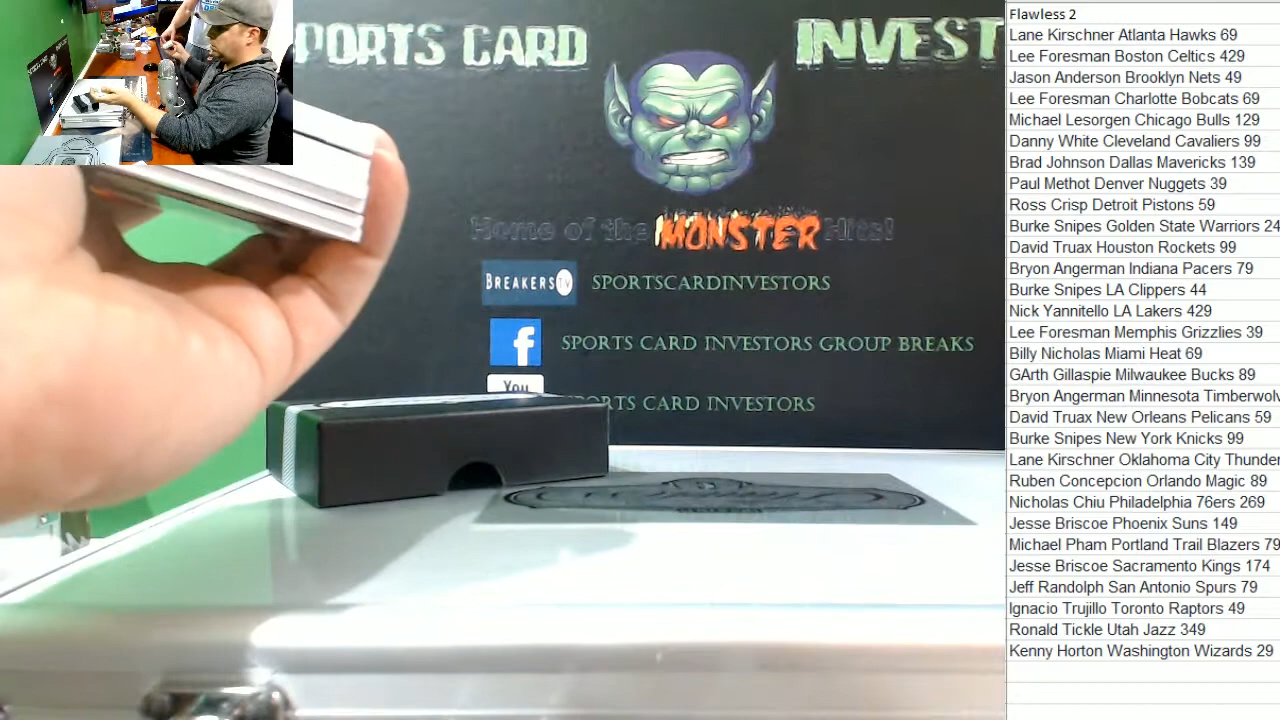 PORTS CARD INVEST
Home of the MONSTER Hits!
BREAKERSTV SPORTSCARDINVESTORS
f SPORTS CARD INVESTORS GROUP BREAKS
You PORTS CARD INVESTORS
Flawless 2
Lane Kirschner Atlanta Hawks 69
Lee Foresman Boston Celtics 429
Jason Anderson Brooklyn Nets 49
Lee Foresman Charlotte Bobcats 69
Michael Lesorgen Chicago Bulls 129
Danny White Cleveland Cavaliers 99
Brad Johnson Dallas Mavericks 139
Paul Methot Denver Nuggets 39
Ross Crisp Detroit Pistons 59
Burke Snipes Golden State Warriors 24
David Truax Houston Rockets 99
Bryon Angerman Indiana Pacers 79
Burke Snipes LA Clippers 44
Nick Yannitello LA Lakers 429
Lee Foresman Memphis Grizzlies 39
Billy Nicholas Miami Heat 69
GArth Gillaspie Milwaukee Bucks 89
Bryon Angerman Minnesota Timberwolv
David Truax New Orleans Pelicans 59
Burke Snipes New York Knicks 99
Lane Kirschner Oklahoma City Thunder
Ruben Concepcion Orlando Magic 89
Nicholas Chiu Philadelphia 76ers 269
Jesse Briscoe Phoenix Suns 149
Michael Pham Portland Trail Blazers 79
Jesse Briscoe Sacramento Kings 174
Jeff Randolph San Antonio Spurs 79
Ignacio Trujillo Toronto Raptors 49
Ronald Tickle Utah Jazz 349
Kenny Horton Washington Wizards 29